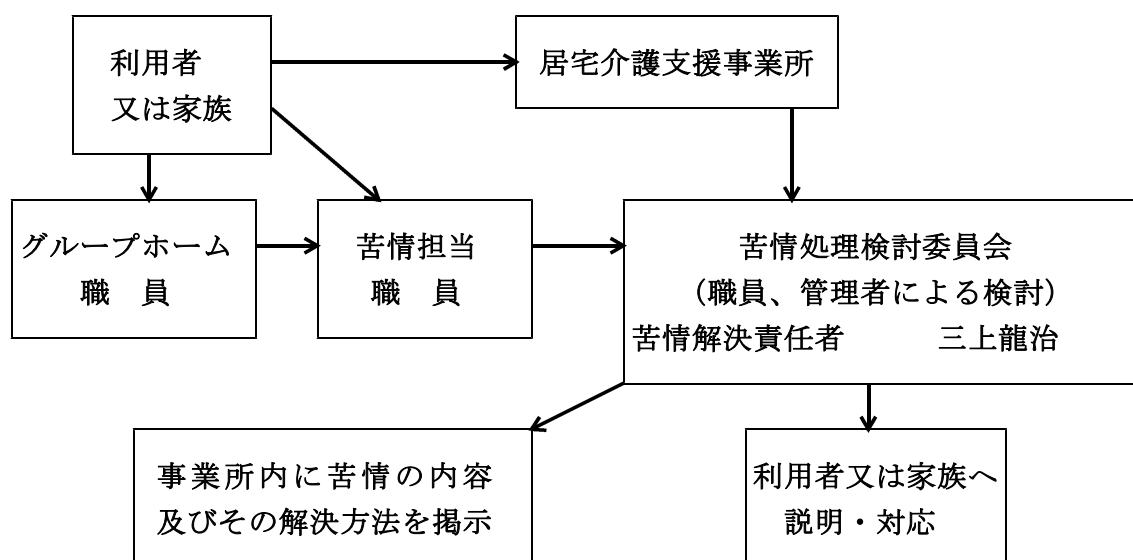 利用者
又は家族
居宅介護支援事業所
グループホーム
職　員
苦情担当
職　員
苦情処理検討委員会
（職員、管理者による検討）
苦情解決責任者　　　三上龍治
事業所内に苦情の内容
及びその解決方法を掲示
利用者又は家族へ
説明・対応